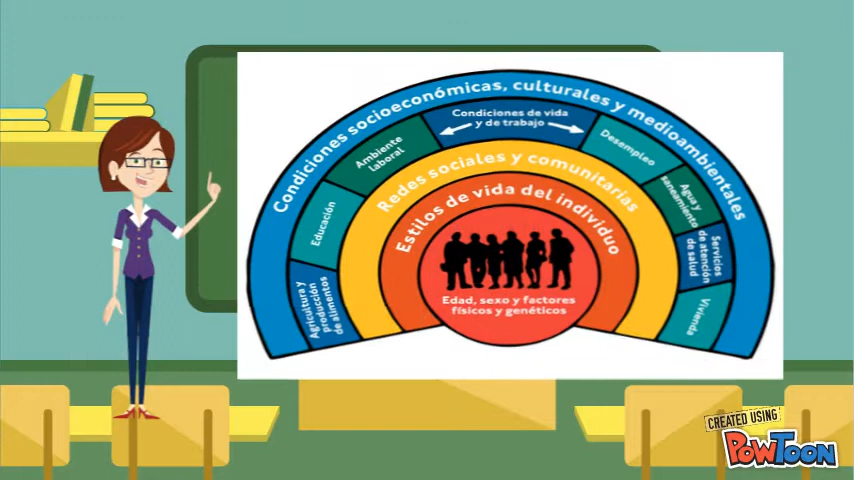 Condiciones socioeconómicas, culturales y medioambientales
Condiciones de vida
y de trabajo
Ambiente
laboral
Desempleo
Educación
Agua y
saneamiento
Agricultura y
producción
de alimentos
Servicios
de atención
de salud
Vivienda
Redes sociales y comunitarias
Estilos de vida del individuo
Edad, sexo y factores
físicos y genéticos
CREATED USING
POWTOON